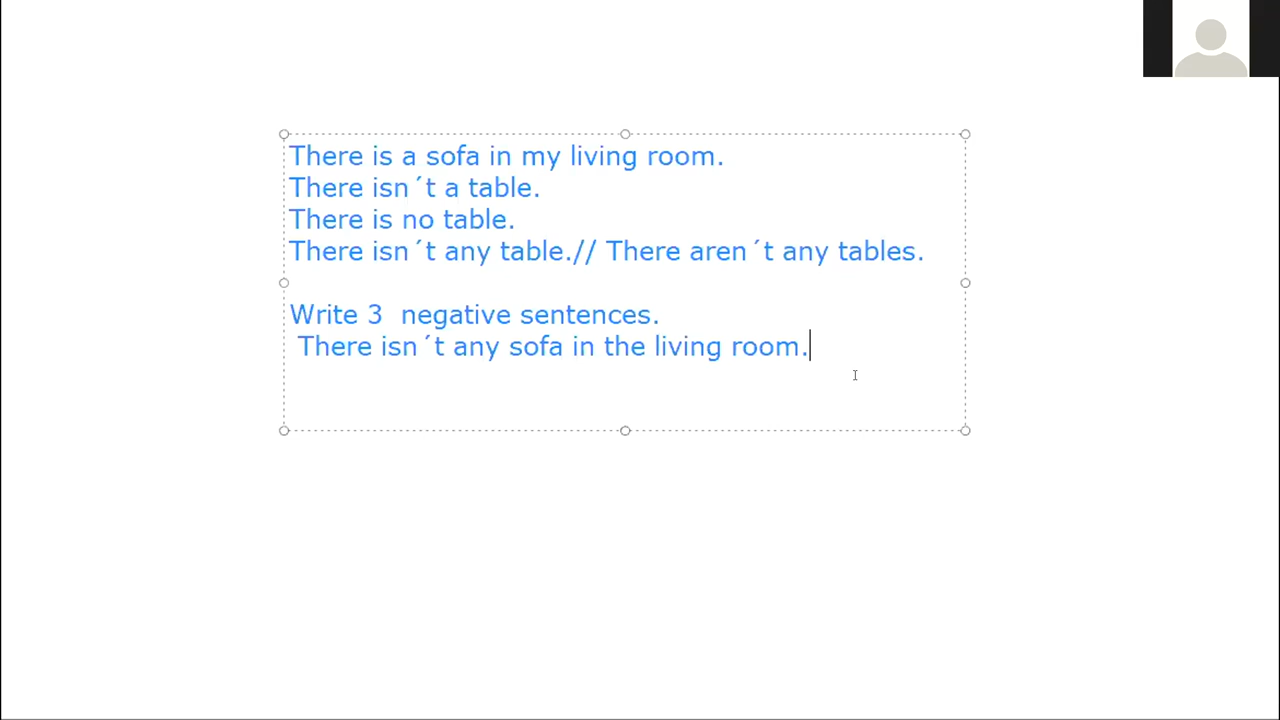 There is a sofa in my living room.
There isn´t a table.
There is no table.
There isn´t any table.// There aren´t any tables.
Write 3  negative sentences.
There isn´t any sofa in the living room.